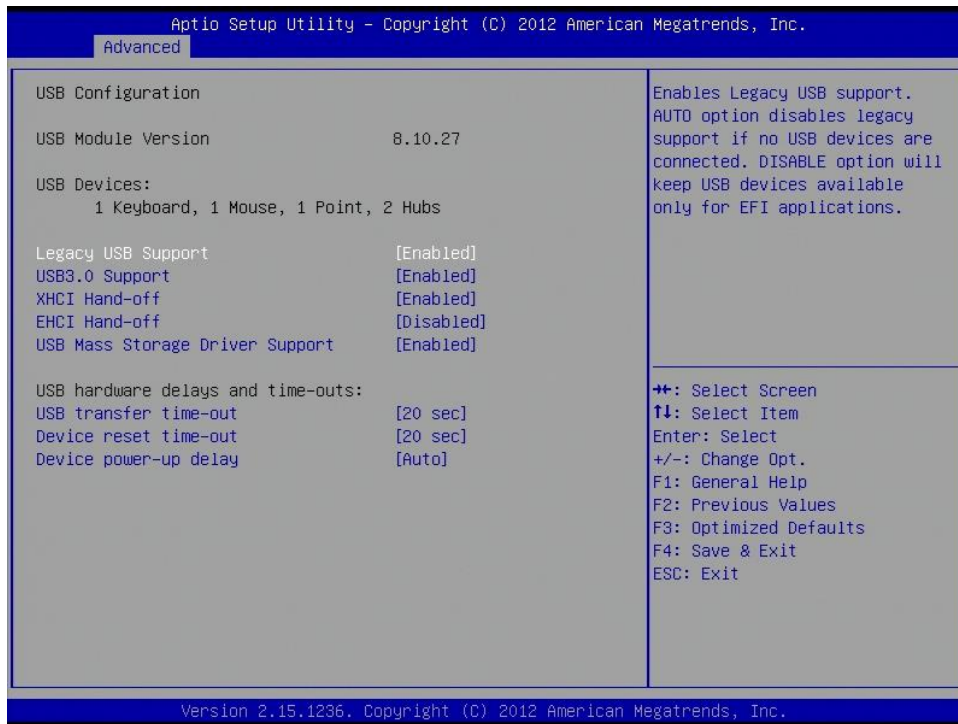 Aptio Setup Utility – Copyright (C) 2012 American Megatrends, Inc.
Advanced
USB Configuration
USB Module Version 8.10.27
USB Devices:
1 Keyboard, 1 Mouse, 1 Point, 2 Hubs
Legacy USB Support [Enabled]
USB3.0 Support [Enabled]
XHCI Hand-off [Enabled]
EHCI Hand-off [Disabled]
USB Mass Storage Driver Support [Enabled]
USB hardware delays and time-outs:
USB transfer time-out [20 sec]
Device reset time-out [20 sec]
Device power-up delay [Auto]
Enables Legacy USB support.
AUTO option disables legacy
support if no USB devices are
connected. DISABLE option will
keep USB devices available
only for EFI applications.
→←: Select Screen
↑↓: Select Item
Enter: Select
+/-: Change Opt.
F1: General Help
F2: Previous Values
F3: Optimized Defaults
F4: Save & Exit
ESC: Exit
Version 2.15.1236. Copyright (C) 2012 American Megatrends, Inc.